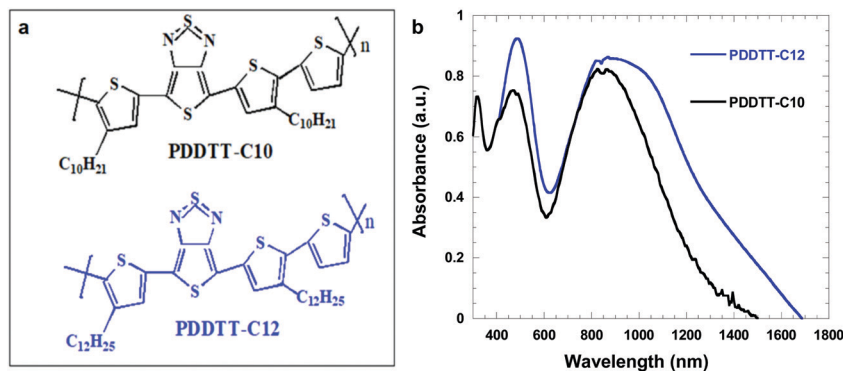 a
S
N N
S S n
S S
C10H21
C10H21
PDDTT-C10
S
N N
S S n
S S
C12H25
C12H25
PDDTT-C12
b
PDDTT-C12
PDDTT-C10
Absorbance (a.u.)
1
0.8
0.6
0.4
0.2
0
400 600 800 1000 1200 1400 1600 1800
Wavelength (nm)